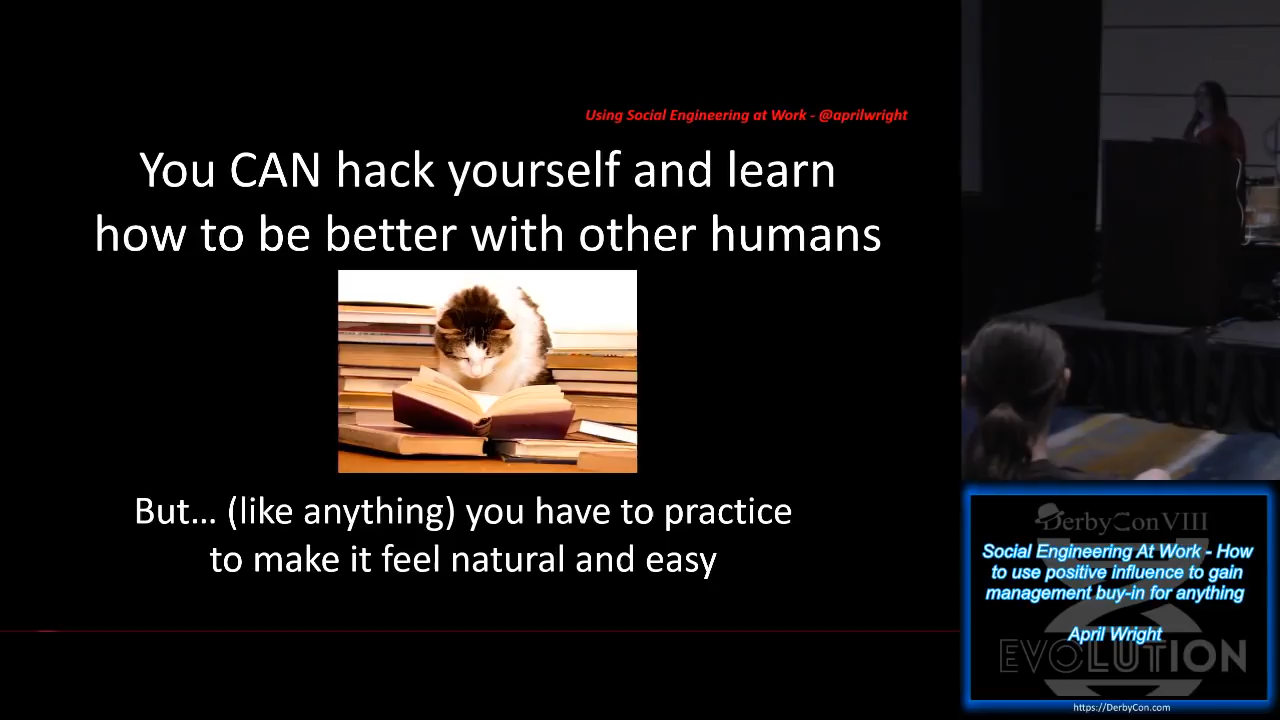 Using Social Engineering at Work - @aprilwright
You CAN hack yourself and learn
how to be better with other humans
But... (like anything) you have to practice
to make it feel natural and easy
DerbyCon VIII
Social Engineering At Work - How
to use positive influence to gain
management buy-in for anything
April Wright
EVOLUTION
https://DerbyCon.com